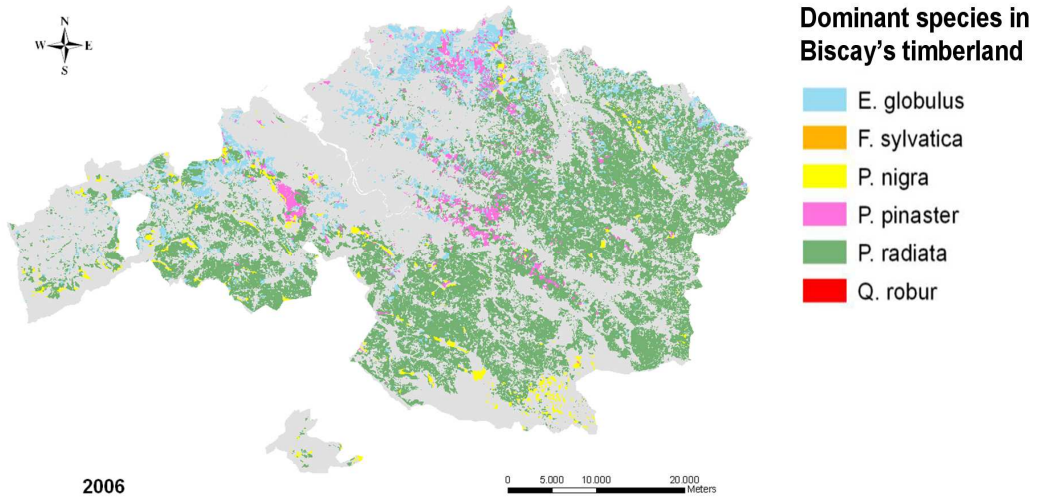 Dominant species in
Biscay's timberland
N
W E
S
E. globulus
F. sylvatica
P. nigra
P. pinaster
P. radiata
Q. robur
2006
0 5.000 10.000 20.000
Meters